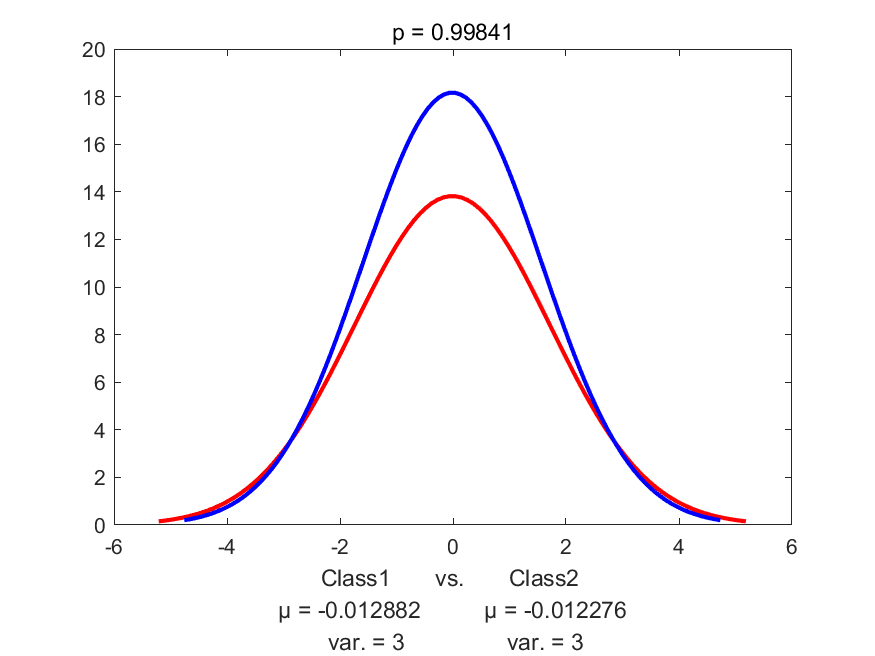 p = 0.99841
20
18
16
14
12
10
8
6
4
2
0
-6 -4 -2 0 2 4 6
Class1 vs. Class2
μ = -0.012882 μ = -0.012276
var. = 3 var. = 3